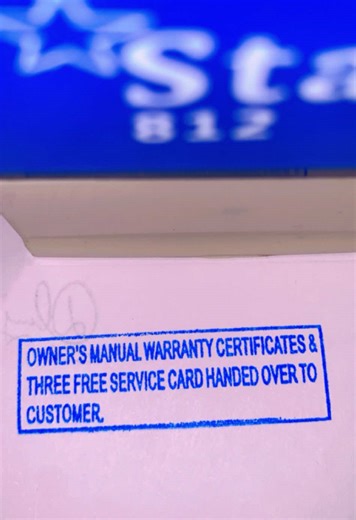 Sta
812
OWNER'S MANUAL WARRANTY CERTIFICATES &
THREE FREE SERVICE CARD HANDED OVER TO
CUSTOMER.